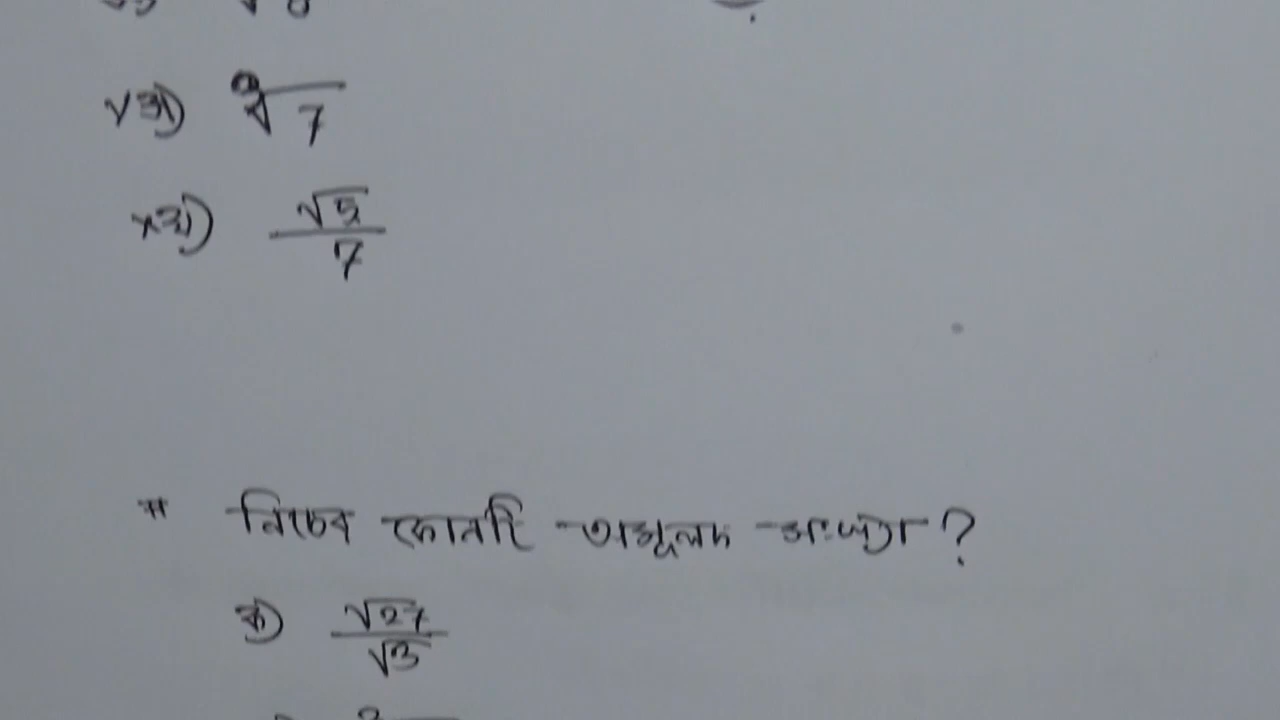 ∛7
√5/7
* নিচের কোনটি অমূলদ সংখ্যা?
ক) √27/√3